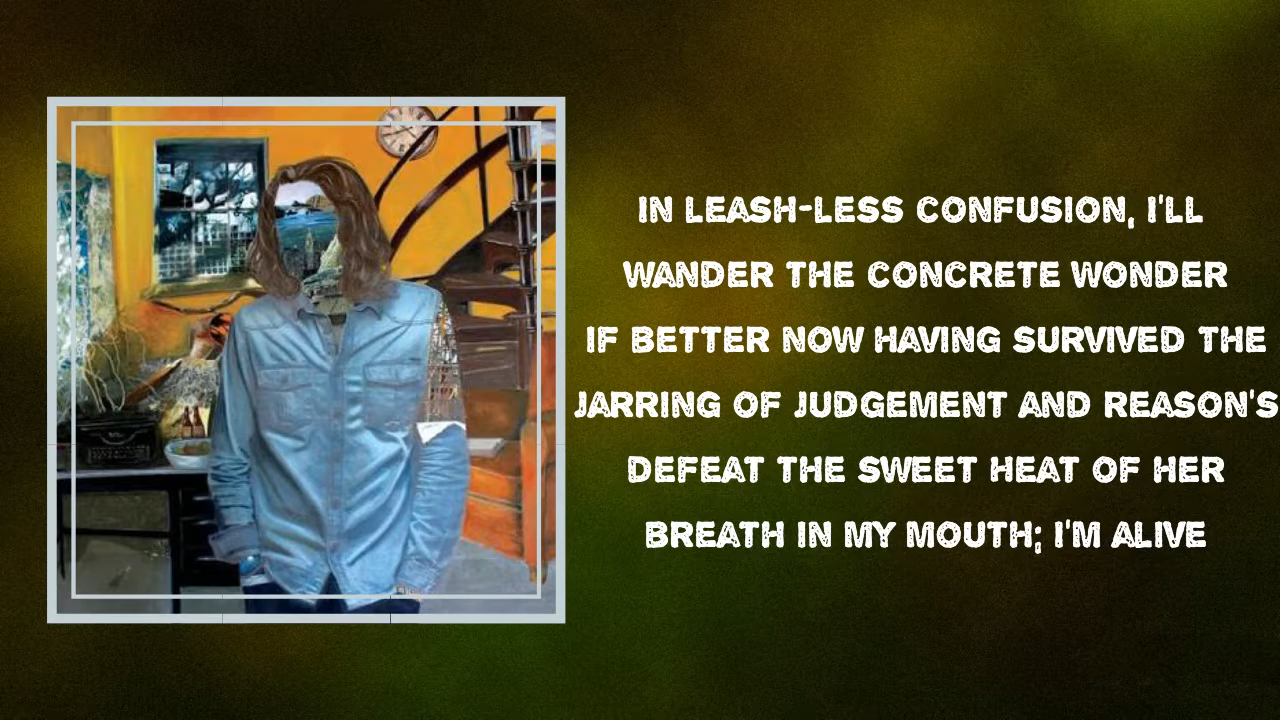 IN LEASH-LESS CONFUSION, I'LL
WANDER THE CONCRETE WONDER
IF BETTER NOW HAVING SURVIVED THE
JARRING OF JUDGEMENT AND REASON'S
DEFEAT THE SWEET HEAT OF HER
BREATH IN MY MOUTH; I'M ALIVE